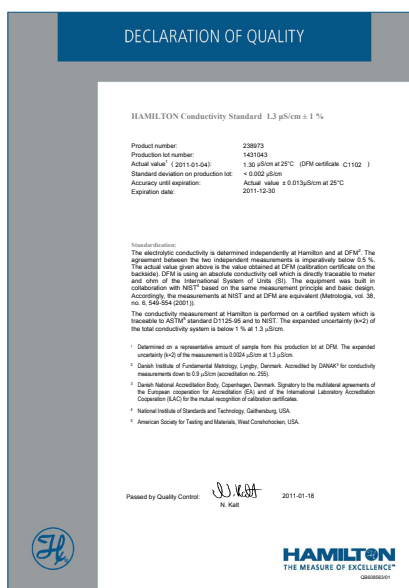 DECLARATION OF QUALITY
HAMILTON Conductivity Standard 1.3 µS/cm ± 1 %
Product number: 238973
Production lot number: 1431043
Actual value¹ ( 2011-01-04): 1.30 µS/cm at 25°C (DFM certificate C1102 )
Standard deviation on production lot: < 0.002 µS/cm
Accuracy until expiration: Actual value ± 0.013µS/cm at 25°C
Expiration date: 2011-12-30
Standardization:
The electrolytic conductivity is determined independently at Hamilton and at DFM². The
agreement between the two independent measurements is imperatively below 0.5 %.
The actual value given above is the value obtained at DFM (calibration certificate on the
backside). DFM is using an absolute conductivity cell which is directly traceable to meter
and ohm of the International System of Units (SI). The equipment was built in
collaboration with NIST⁴ based on the same measurement principle and basic design.
Accordingly, the measurements at NIST and at DFM are equivalent (Metrologia, vol. 38,
no. 6, 549-554 (2001)).
The conductivity measurement at Hamilton is performed on a certified system which is
traceable to ASTM⁵ standard D1125-95 and to NIST. The expanded uncertainty (k=2) of
the total conductivity system is below 1 % at 1.3 µS/cm.
¹ Determined on a representative amount of sample from this production lot at DFM. The expanded
uncertainty (k=2) of the measurement is 0.0024 µS/cm at 1.3 µS/cm.
² Danish Institute of Fundamental Metrology, Lyngby, Denmark. Accredited by DANAK³ for conductivity
measurements down to 0.9 µS/cm (accreditation no. 255).
³ Danish National Accreditation Body, Copenhagen, Denmark. Signatory to the multilateral agreements of
the European cooperation for Accreditation (EA) and of the International Laboratory Accreditation
Cooperation (ILAC) for the mutual recognition of calibration certificates.
⁴ National Institute of Standards and Technology, Gaithersburg, USA.
⁵ American Society for Testing and Materials, West Conshohocken, USA.
Passed by Quality Control: N. Kalt 2011-01-18
N. Kalt
HAMILTON
THE MEASURE OF EXCELLENCE™
QB608563/01